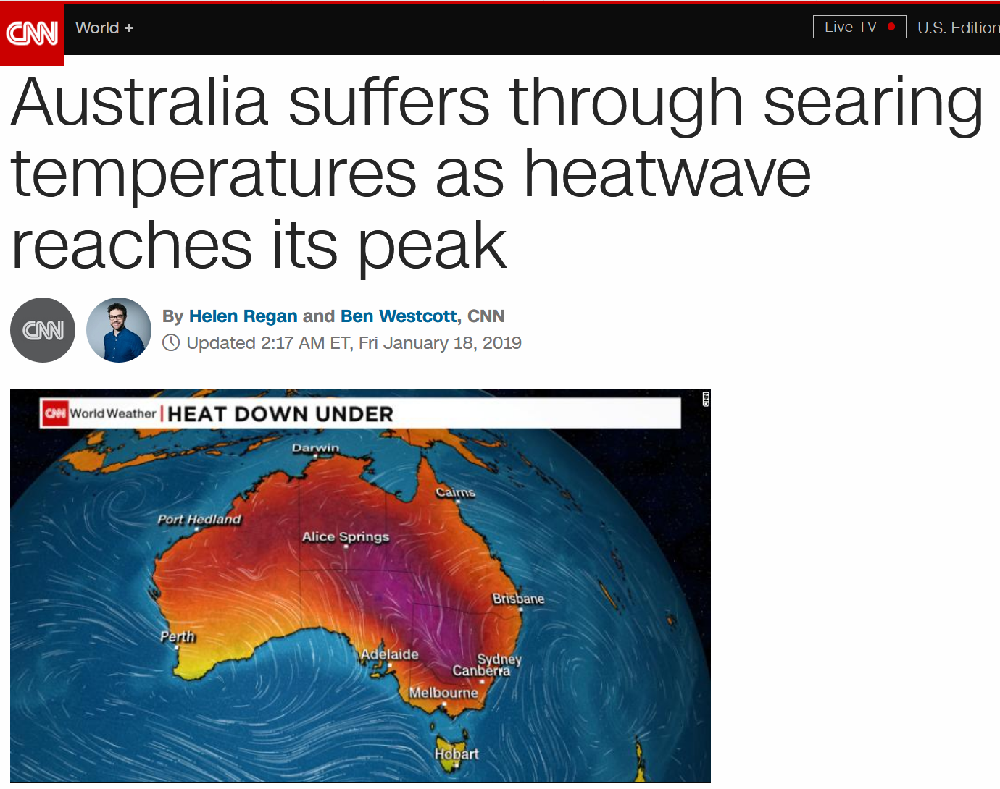 CNN
World +
Live TV
U.S. Edition
Australia suffers through searing
temperatures as heatwave
reaches its peak
CNN
By Helen Regan and Ben Westcott, CNN
Updated 2:17 AM ET, Fri January 18, 2019
CNN World Weather | HEAT DOWN UNDER
CNN
Darwin
Cairns
Port Hedland
Alice Springs
Brisbane
Perth
Adelaide
Sydney
Canberra
Melbourne
Hobart